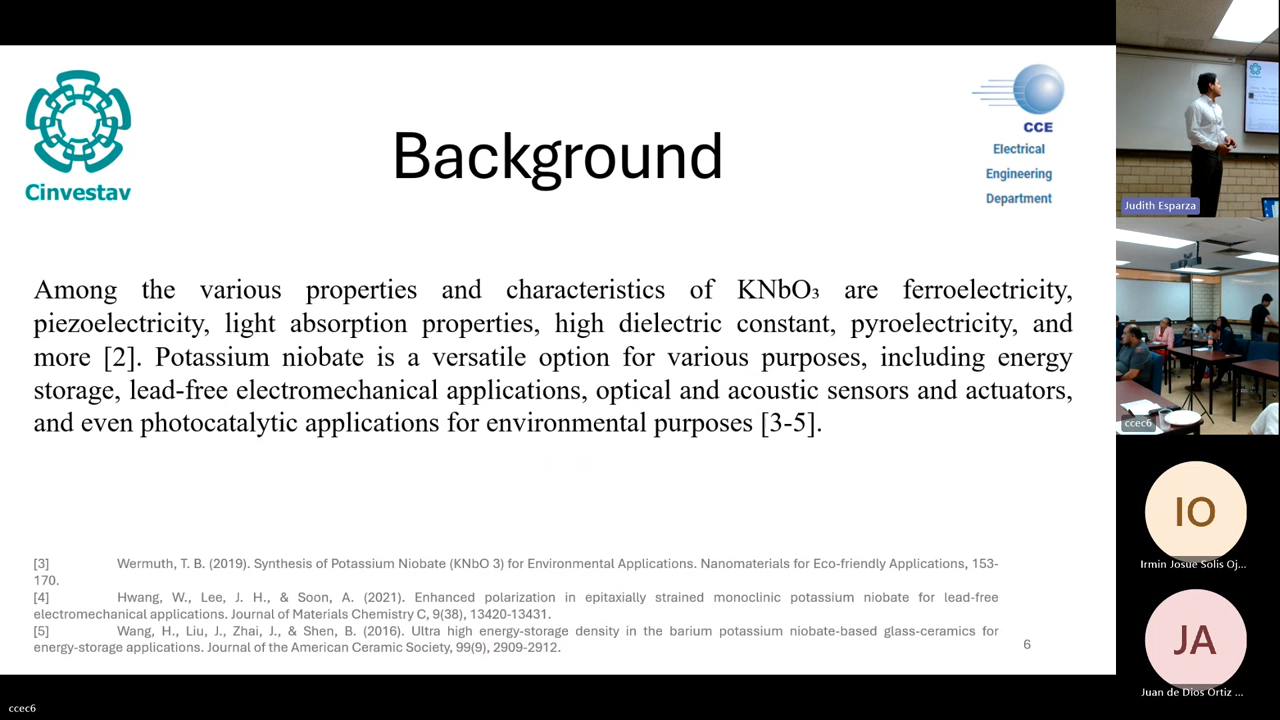 Cinvestav
Background
CCE
Electrical
Engineering
Department
Among the various properties and characteristics of KNbO₃ are ferroelectricity,
piezoelectricity, light absorption properties, high dielectric constant, pyroelectricity, and
more [2]. Potassium niobate is a versatile option for various purposes, including energy
storage, lead-free electromechanical applications, optical and acoustic sensors and actuators,
and even photocatalytic applications for environmental purposes [3-5].
[3] Wermuth, T. B. (2019). Synthesis of Potassium Niobate (KNbO 3) for Environmental Applications. Nanomaterials for Eco-friendly Applications, 153-
170.
[4] Hwang, W., Lee, J. H., & Soon, A. (2021). Enhanced polarization in epitaxially strained monoclinic potassium niobate for lead-free
electromechanical applications. Journal of Materials Chemistry C, 9(38), 13420-13431.
[5] Wang, H., Liu, J., Zhai, J., & Shen, B. (2016). Ultra high energy-storage density in the barium potassium niobate-based glass-ceramics for
energy-storage applications. Journal of the American Ceramic Society, 99(9), 2909-2912.
6
Judith Esparza
ccec6
IO
Irmin Josue Solis Oj...
JA
Juan de Dios Ortiz ...
ccec6